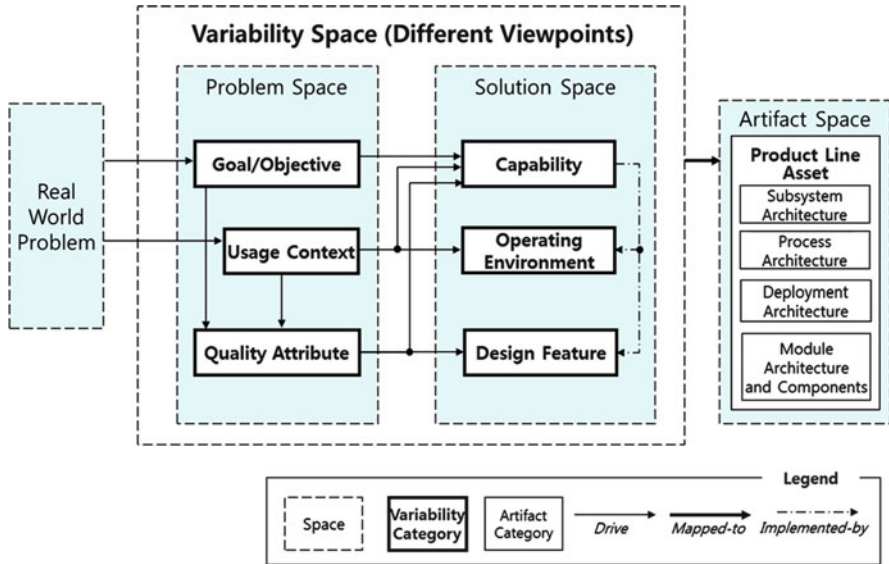 Variability Space (Different Viewpoints)
Problem Space
Solution Space
Artifact Space
Real
World
Problem
Goal/Objective
Usage Context
Quality Attribute
Capability
Operating
Environment
Design Feature
Product Line
Asset
Subsystem
Architecture
Process
Architecture
Deployment
Architecture
Module
Architecture
and Components
Legend
Space
Variability
Category
Artifact
Category
Drive
Mapped-to
Implemented-by